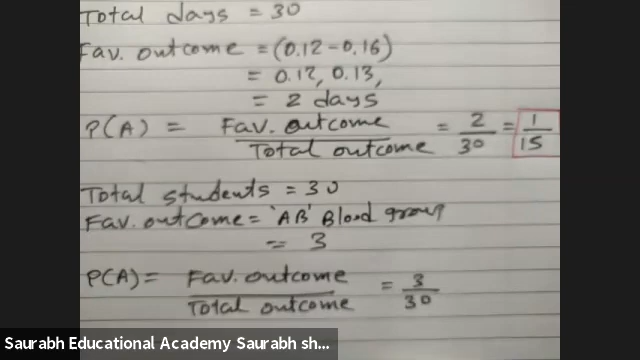 Total days = 30
Fav. outcome = (0.12-0.16)
= 0.12, 0.13,
= 2 days
P(A) = Fav. outcome / Total outcome = 2/30 = 1/15
Total students = 30
Fav. outcome = 'AB' Blood group
= 3
P(A) = Fav. outcome / Total outcome = 3/30
Saurabh Educational Academy Saurabh sh...